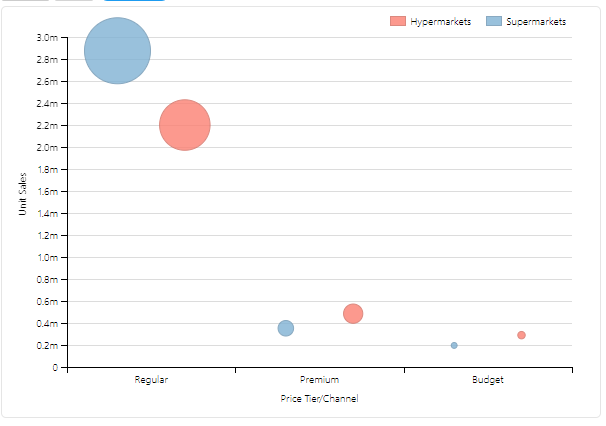 Hypermarkets Supermarkets
3.0m
2.8m
2.6m
2.4m
2.2m
2.0m
1.8m
1.6m
1.4m
1.2m
1.0m
0.8m
0.6m
0.4m
0.2m
0
Unit Sales
Regular Premium Budget
Price Tier/Channel